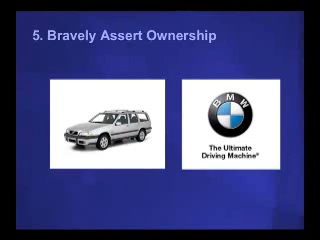 5. Bravely Assert Ownership
BMW
The Ultimate
Driving Machine®